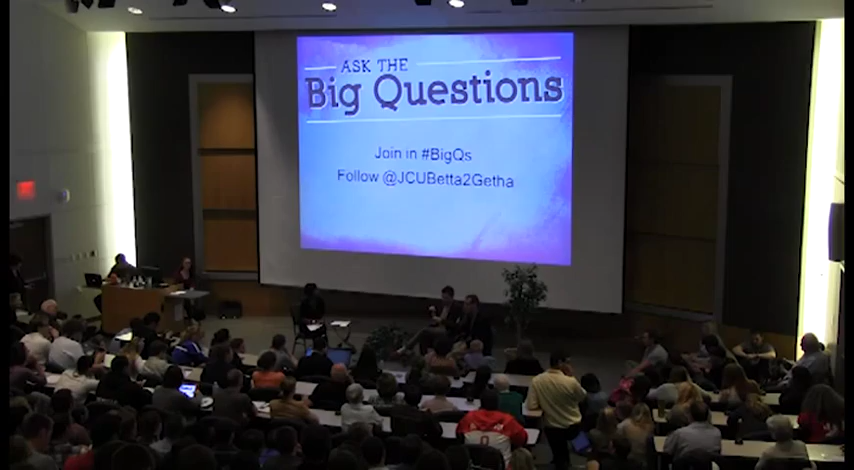 ASK THE
Big Questions
Join in #BigQs
Follow @JCUBetta2Getha